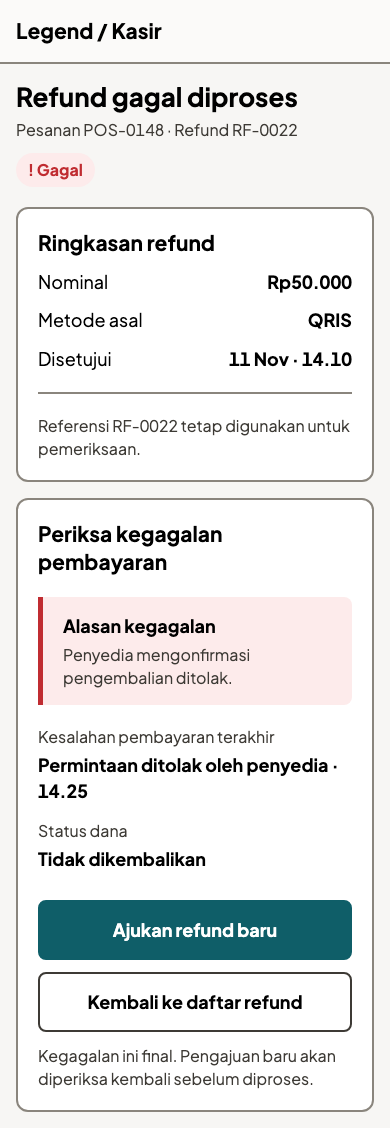 Legend / Kasir
Refund gagal diproses
Pesanan POS-0148 · Refund RF-0022
! Gagal
Ringkasan refund
Nominal Rp50.000
Metode asal QRIS
Disetujui 11 Nov · 14.10
Referensi RF-0022 tetap digunakan untuk
pemeriksaan.
Periksa kegagalan
pembayaran
Alasan kegagalan
Penyedia mengonfirmasi
pengembalian ditolak.
Kesalahan pembayaran terakhir
Permintaan ditolak oleh penyedia ·
14.25
Status dana
Tidak dikembalikan
Ajukan refund baru
Kembali ke daftar refund
Kegagalan ini final. Pengajuan baru akan
diperiksa kembali sebelum diproses.